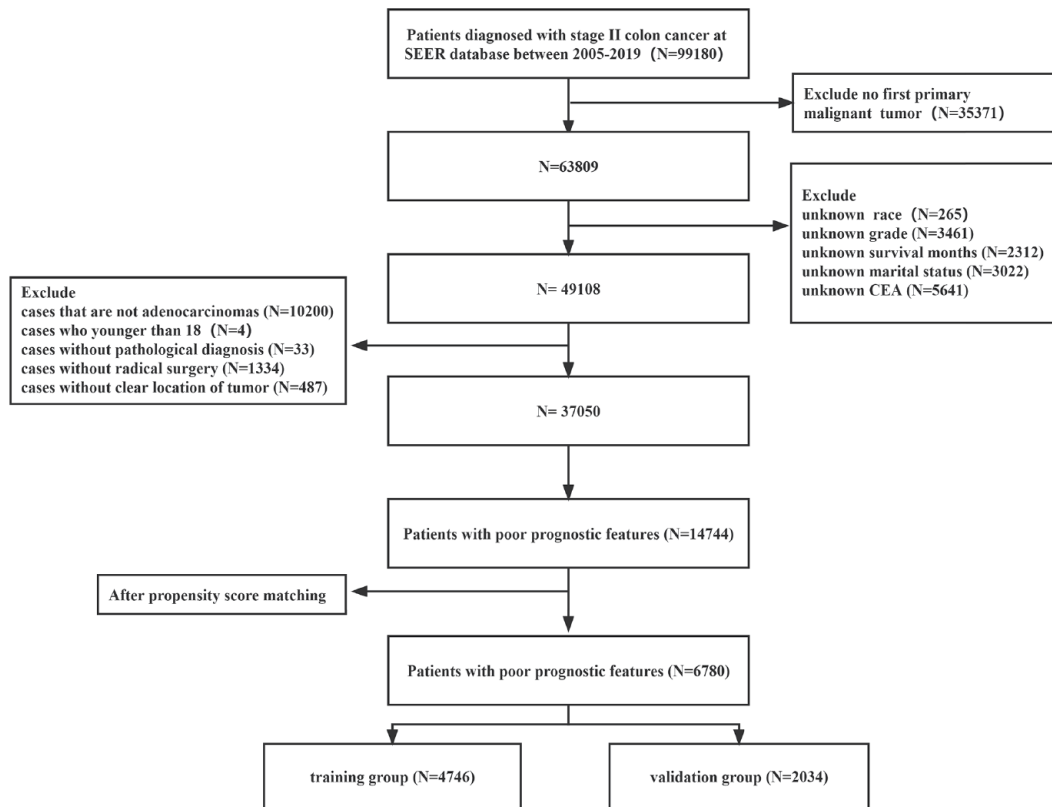 Patients diagnosed with stage II colon cancer at
SEER database between 2005-2019（N=99180）
Exclude no first primary
malignant tumor（N=35371）
N=63809
Exclude
unknown race（N=265）
unknown grade (N=3461)
unknown survival months (N=2312)
unknown marital status (N=3022)
unknown CEA (N=5641)
N= 49108
Exclude
cases that are not adenocarcinomas (N=10200)
cases who younger than 18（N=4）
cases without pathological diagnosis (N=33)
cases without radical surgery (N=1334)
cases without clear location of tumor (N=487)
N= 37050
Patients with poor prognostic features (N=14744)
After propensity score matching
Patients with poor prognostic features (N=6780)
training group (N=4746)
validation group (N=2034)